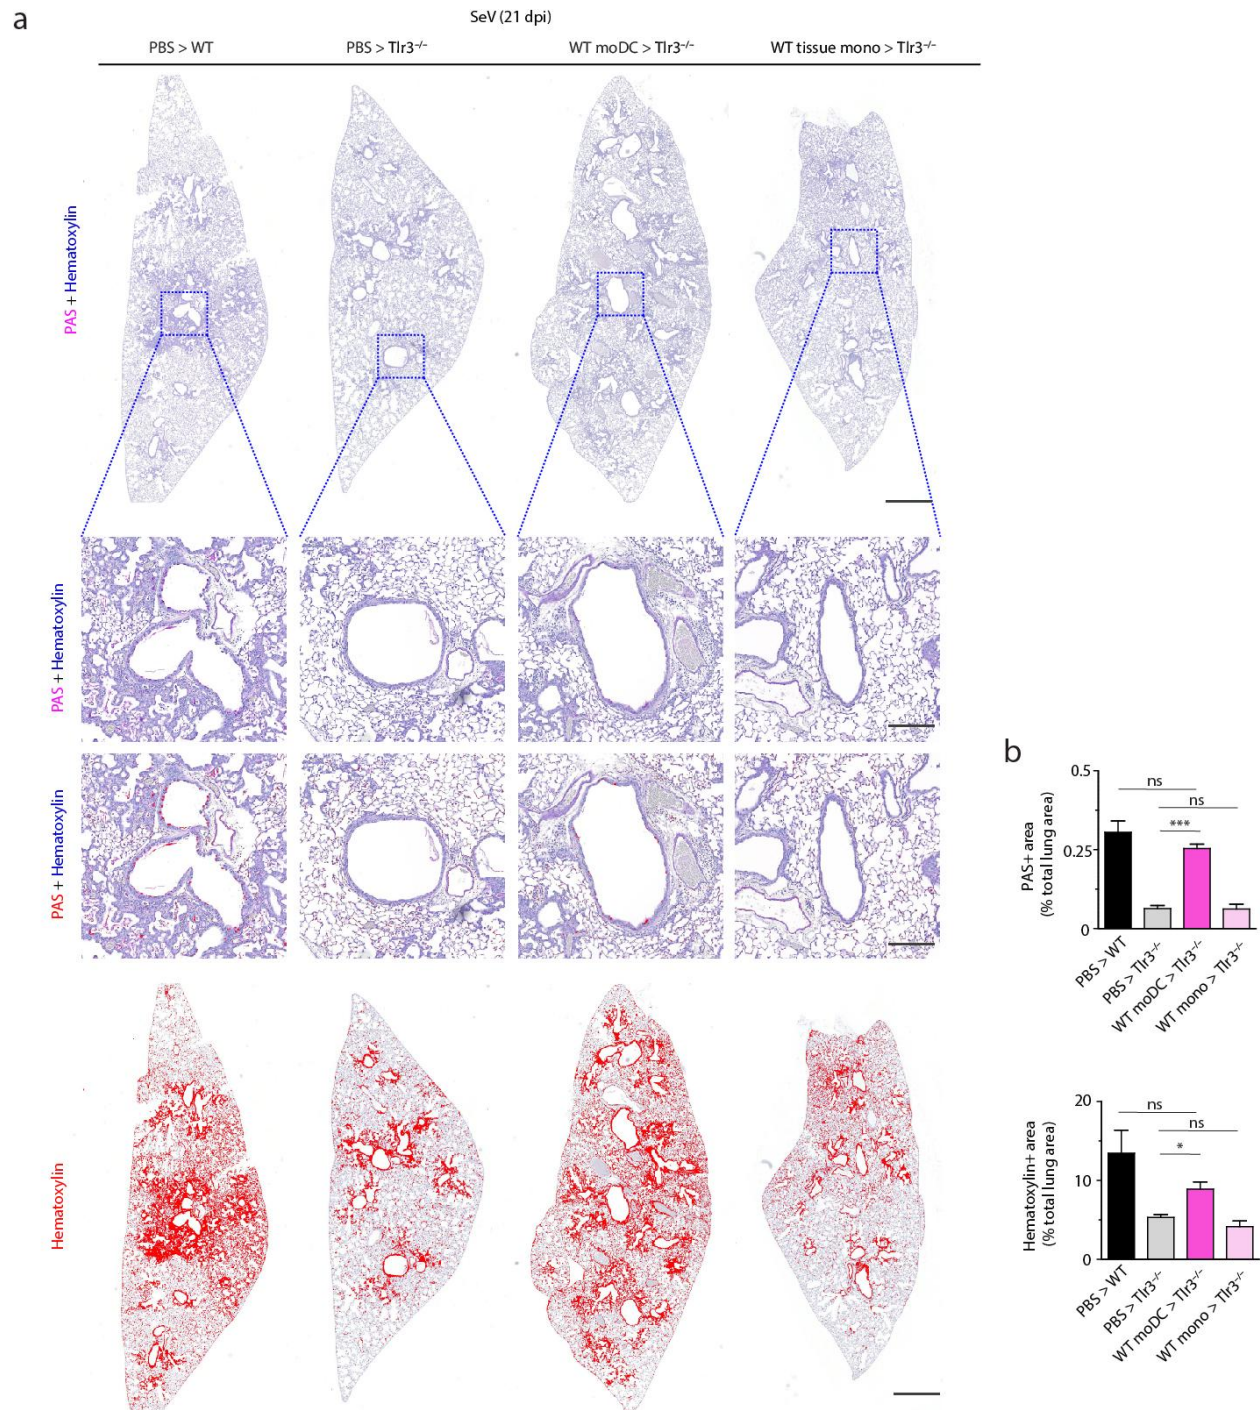 a
SeV (21 dpi)
PBS > WT
PBS > Tlr3⁻/⁻
WT moDC > Tlr3⁻/⁻
WT tissue mono > Tlr3⁻/⁻
PAS + Hematoxylin
PAS + Hematoxylin
PAS + Hematoxylin
Hematoxylin
b
PAS+ area
(% total lung area)
0.5
0.25
0
ns
ns
***
PBS > WT
PBS > Tlr3⁻/⁻
WT moDC > Tlr3⁻/⁻
WT mono > Tlr3⁻/⁻
Hematoxylin+ area
(% total lung area)
20
10
0
ns
ns
*
PBS > WT
PBS > Tlr3⁻/⁻
WT moDC > Tlr3⁻/⁻
WT mono > Tlr3⁻/⁻